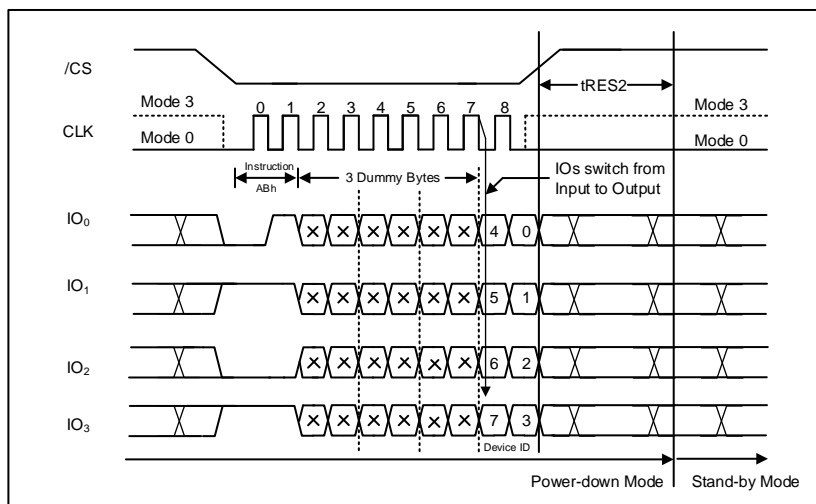 /CS
tRES2
Mode 3
0 1 2 3 4 5 6 7 8
Mode 3
CLK
Mode 0
Mode 0
Instruction
ABh
3 Dummy Bytes
IOs switch from
Input to Output
IO0
4 0
IO1
5 1
IO2
6 2
IO3
7 3
Device ID
Power-down Mode
Stand-by Mode